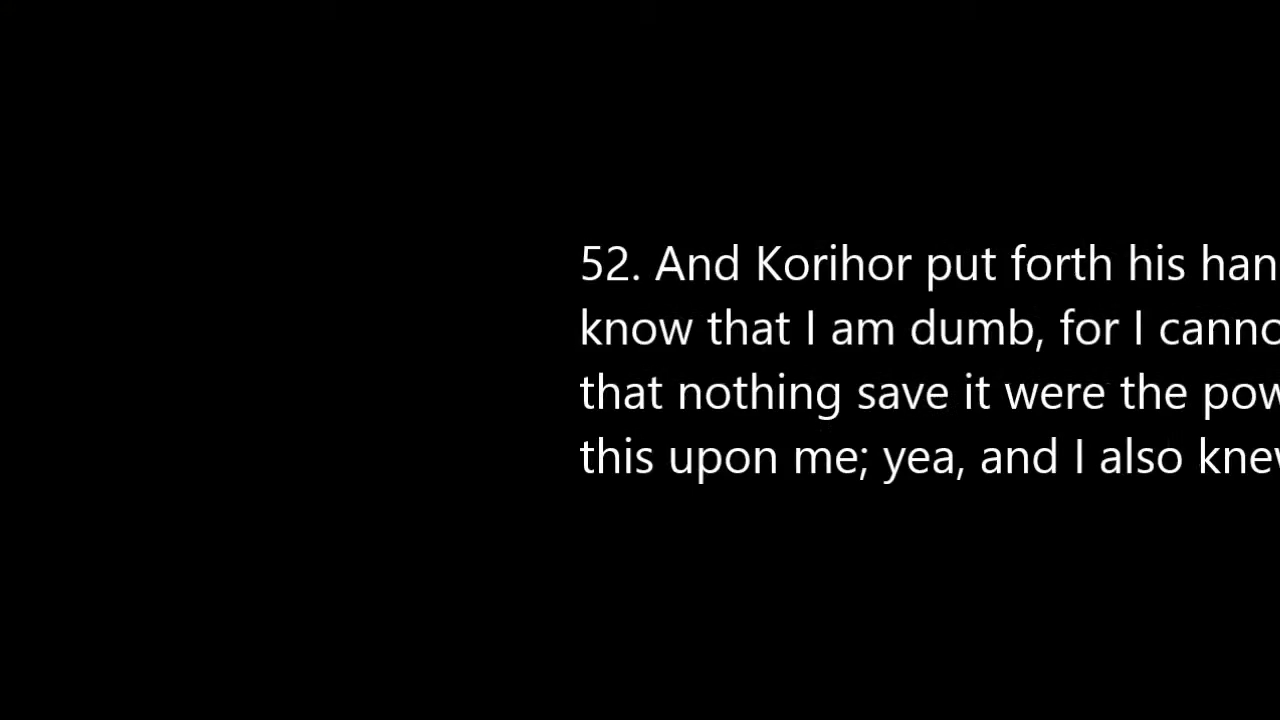 52. And Korihor put forth his han
know that I am dumb, for I canno
that nothing save it were the pow
this upon me; yea, and I also knew